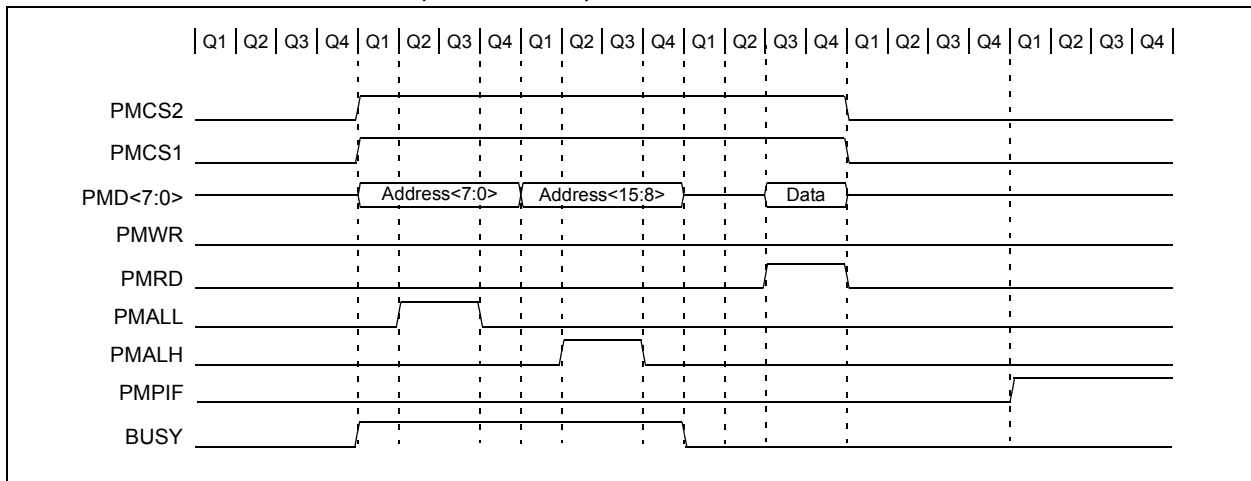 Q1 Q2 Q3 Q4 Q1 Q2 Q3 Q4 Q1 Q2 Q3 Q4 Q1 Q2 Q3 Q4 Q1 Q2 Q3 Q4 Q1 Q2 Q3 Q4
PMCS2
PMCS1
PMD<7:0> Address<7:0> Address<15:8> Data
PMWR
PMRD
PMALL
PMALH
PMPIF
BUSY